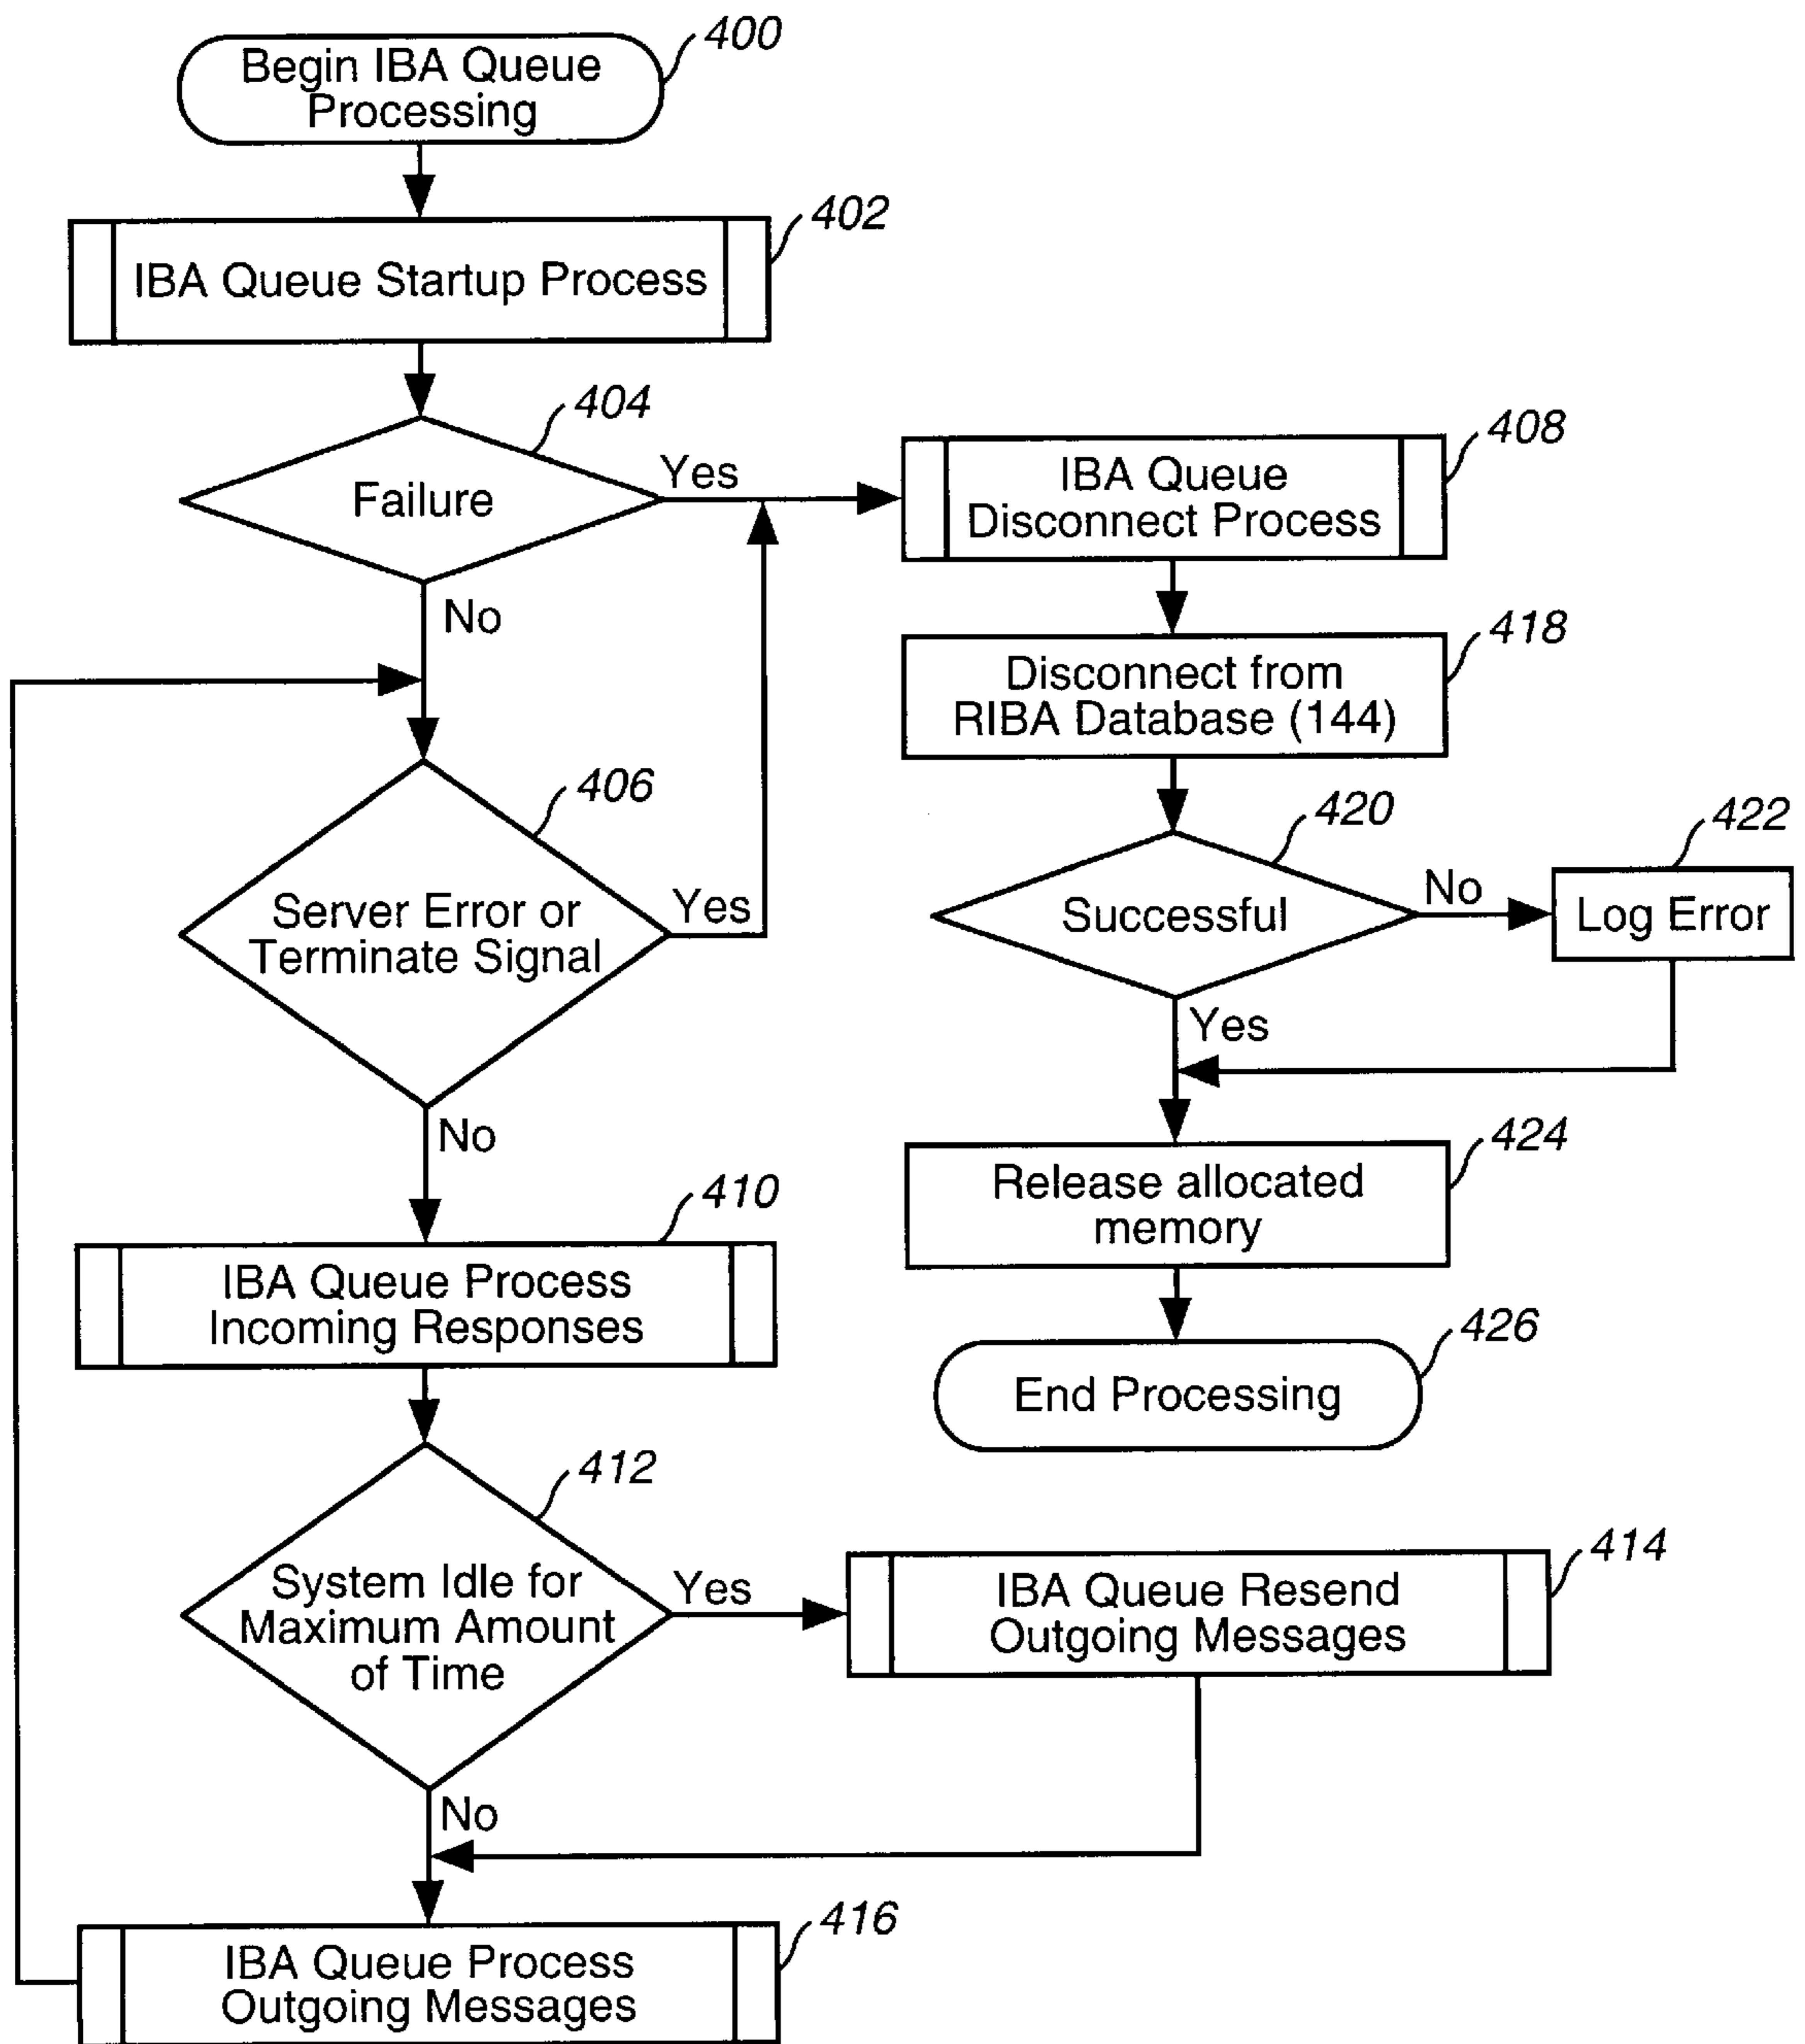 400
Begin IBA Queue
Processing
402
IBA Queue Startup Process
404
Failure
Yes
No
408
IBA Queue
Disconnect Process
418
Disconnect from
RIBA Database (144)
406
Server Error or
Terminate Signal
Yes
No
420
Successful
No
Yes
422
Log Error
424
Release allocated
memory
426
End Processing
410
IBA Queue Process
Incoming Responses
412
System Idle for
Maximum Amount
of Time
Yes
No
414
IBA Queue Resend
Outgoing Messages
416
IBA Queue Process
Outgoing Messages